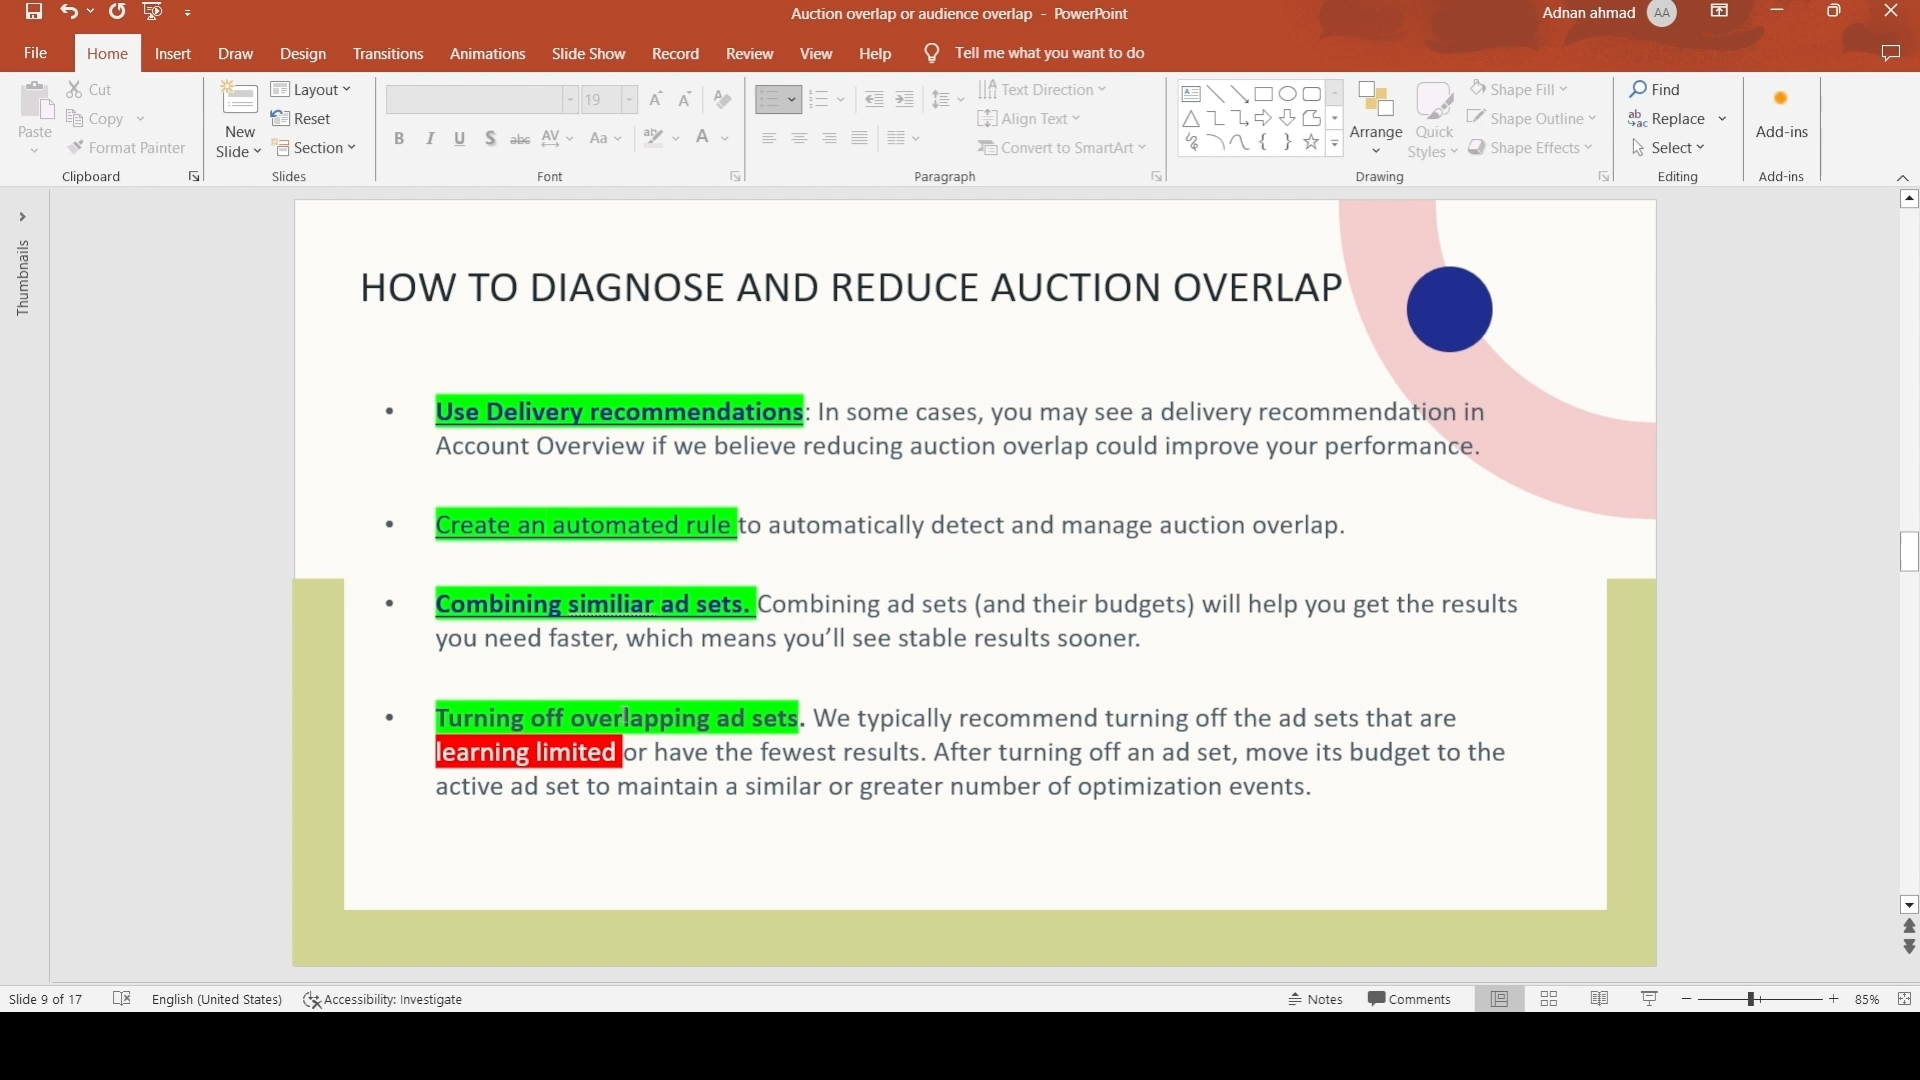 Auction overlap or audience overlap - PowerPoint
Adnan ahmad AA
File Home Insert Draw Design Transitions Animations Slide Show Record Review View Help Tell me what you want to do
Paste
Cut
Copy
Format Painter
Clipboard
New Slide
Layout
Reset
Section
Slides
19
B I U S abc AV Aa A
Font
Text Direction
Align Text
Convert to SmartArt
Paragraph
Arrange
Quick Styles
Shape Fill
Shape Outline
Shape Effects
Drawing
Find
Replace
Select
Editing
Add-ins
Add-ins
Thumbnails
HOW TO DIAGNOSE AND REDUCE AUCTION OVERLAP
• Use Delivery recommendations: In some cases, you may see a delivery recommendation in
Account Overview if we believe reducing auction overlap could improve your performance.
• Create an automated rule to automatically detect and manage auction overlap.
• Combining similiar ad sets. Combining ad sets (and their budgets) will help you get the results
you need faster, which means you’ll see stable results sooner.
• Turning off overlapping ad sets. We typically recommend turning off the ad sets that are
learning limited or have the fewest results. After turning off an ad set, move its budget to the
active ad set to maintain a similar or greater number of optimization events.
Slide 9 of 17 English (United States) Accessibility: Investigate Notes Comments 85%